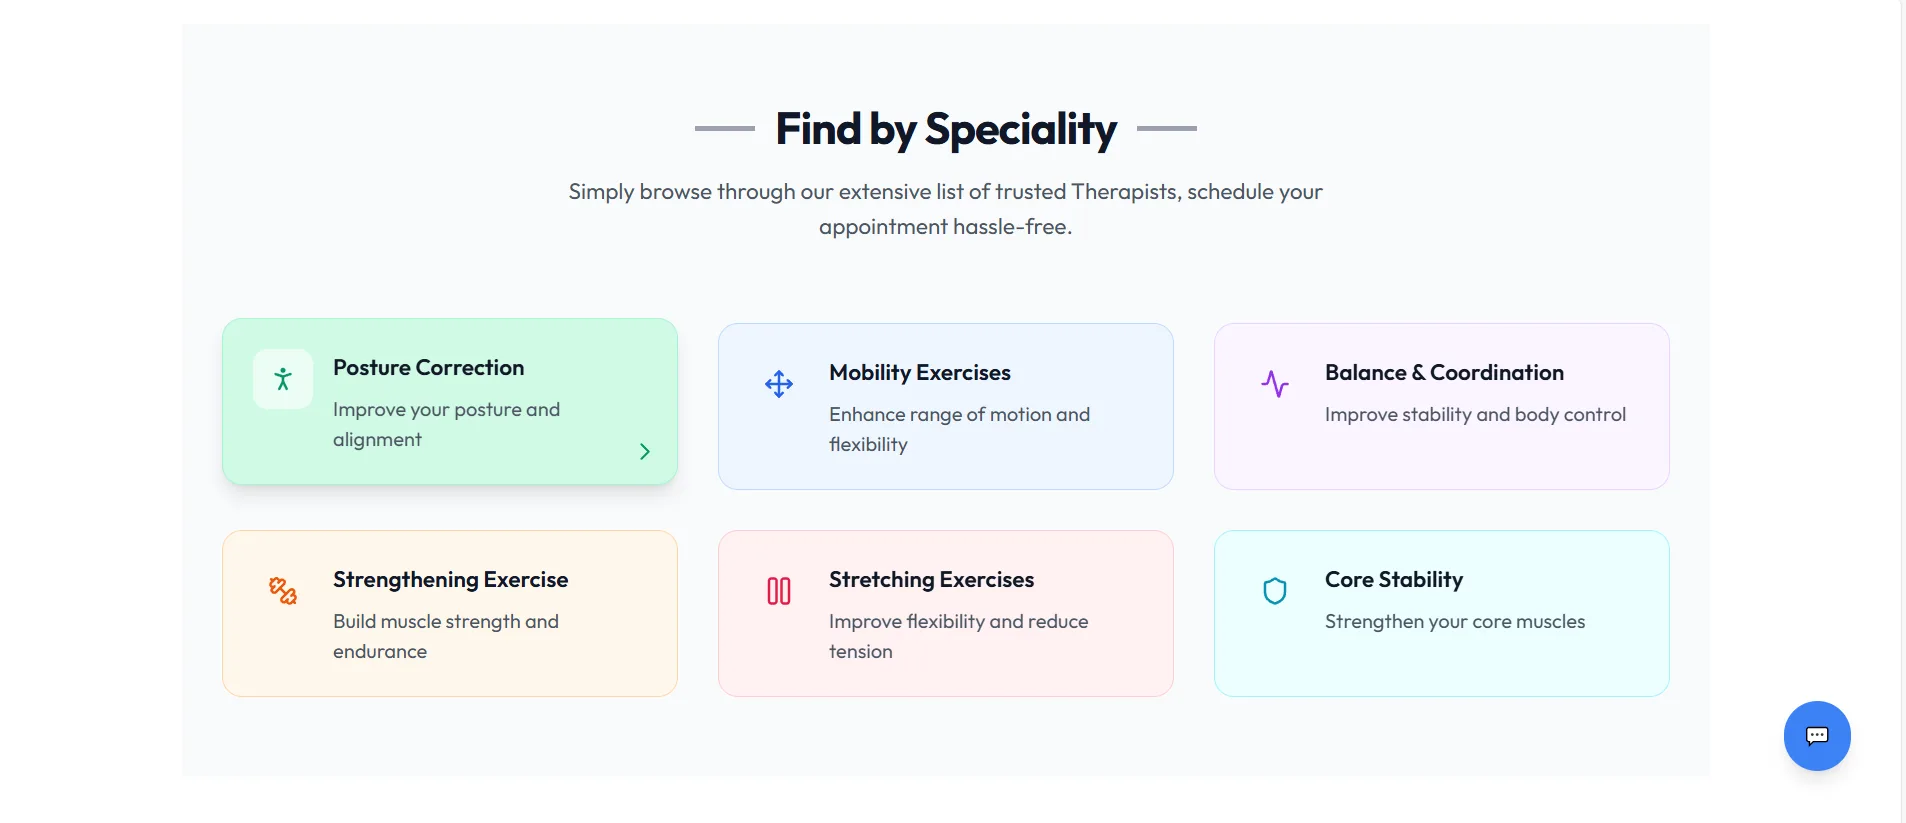 Find by Speciality
Simply browse through our extensive list of trusted Therapists, schedule your
appointment hassle-free.
Posture Correction
Improve your posture and
alignment
Mobility Exercises
Enhance range of motion and
flexibility
Balance & Coordination
Improve stability and body control
Strengthening Exercise
Build muscle strength and
endurance
Stretching Exercises
Improve flexibility and reduce
tension
Core Stability
Strengthen your core muscles